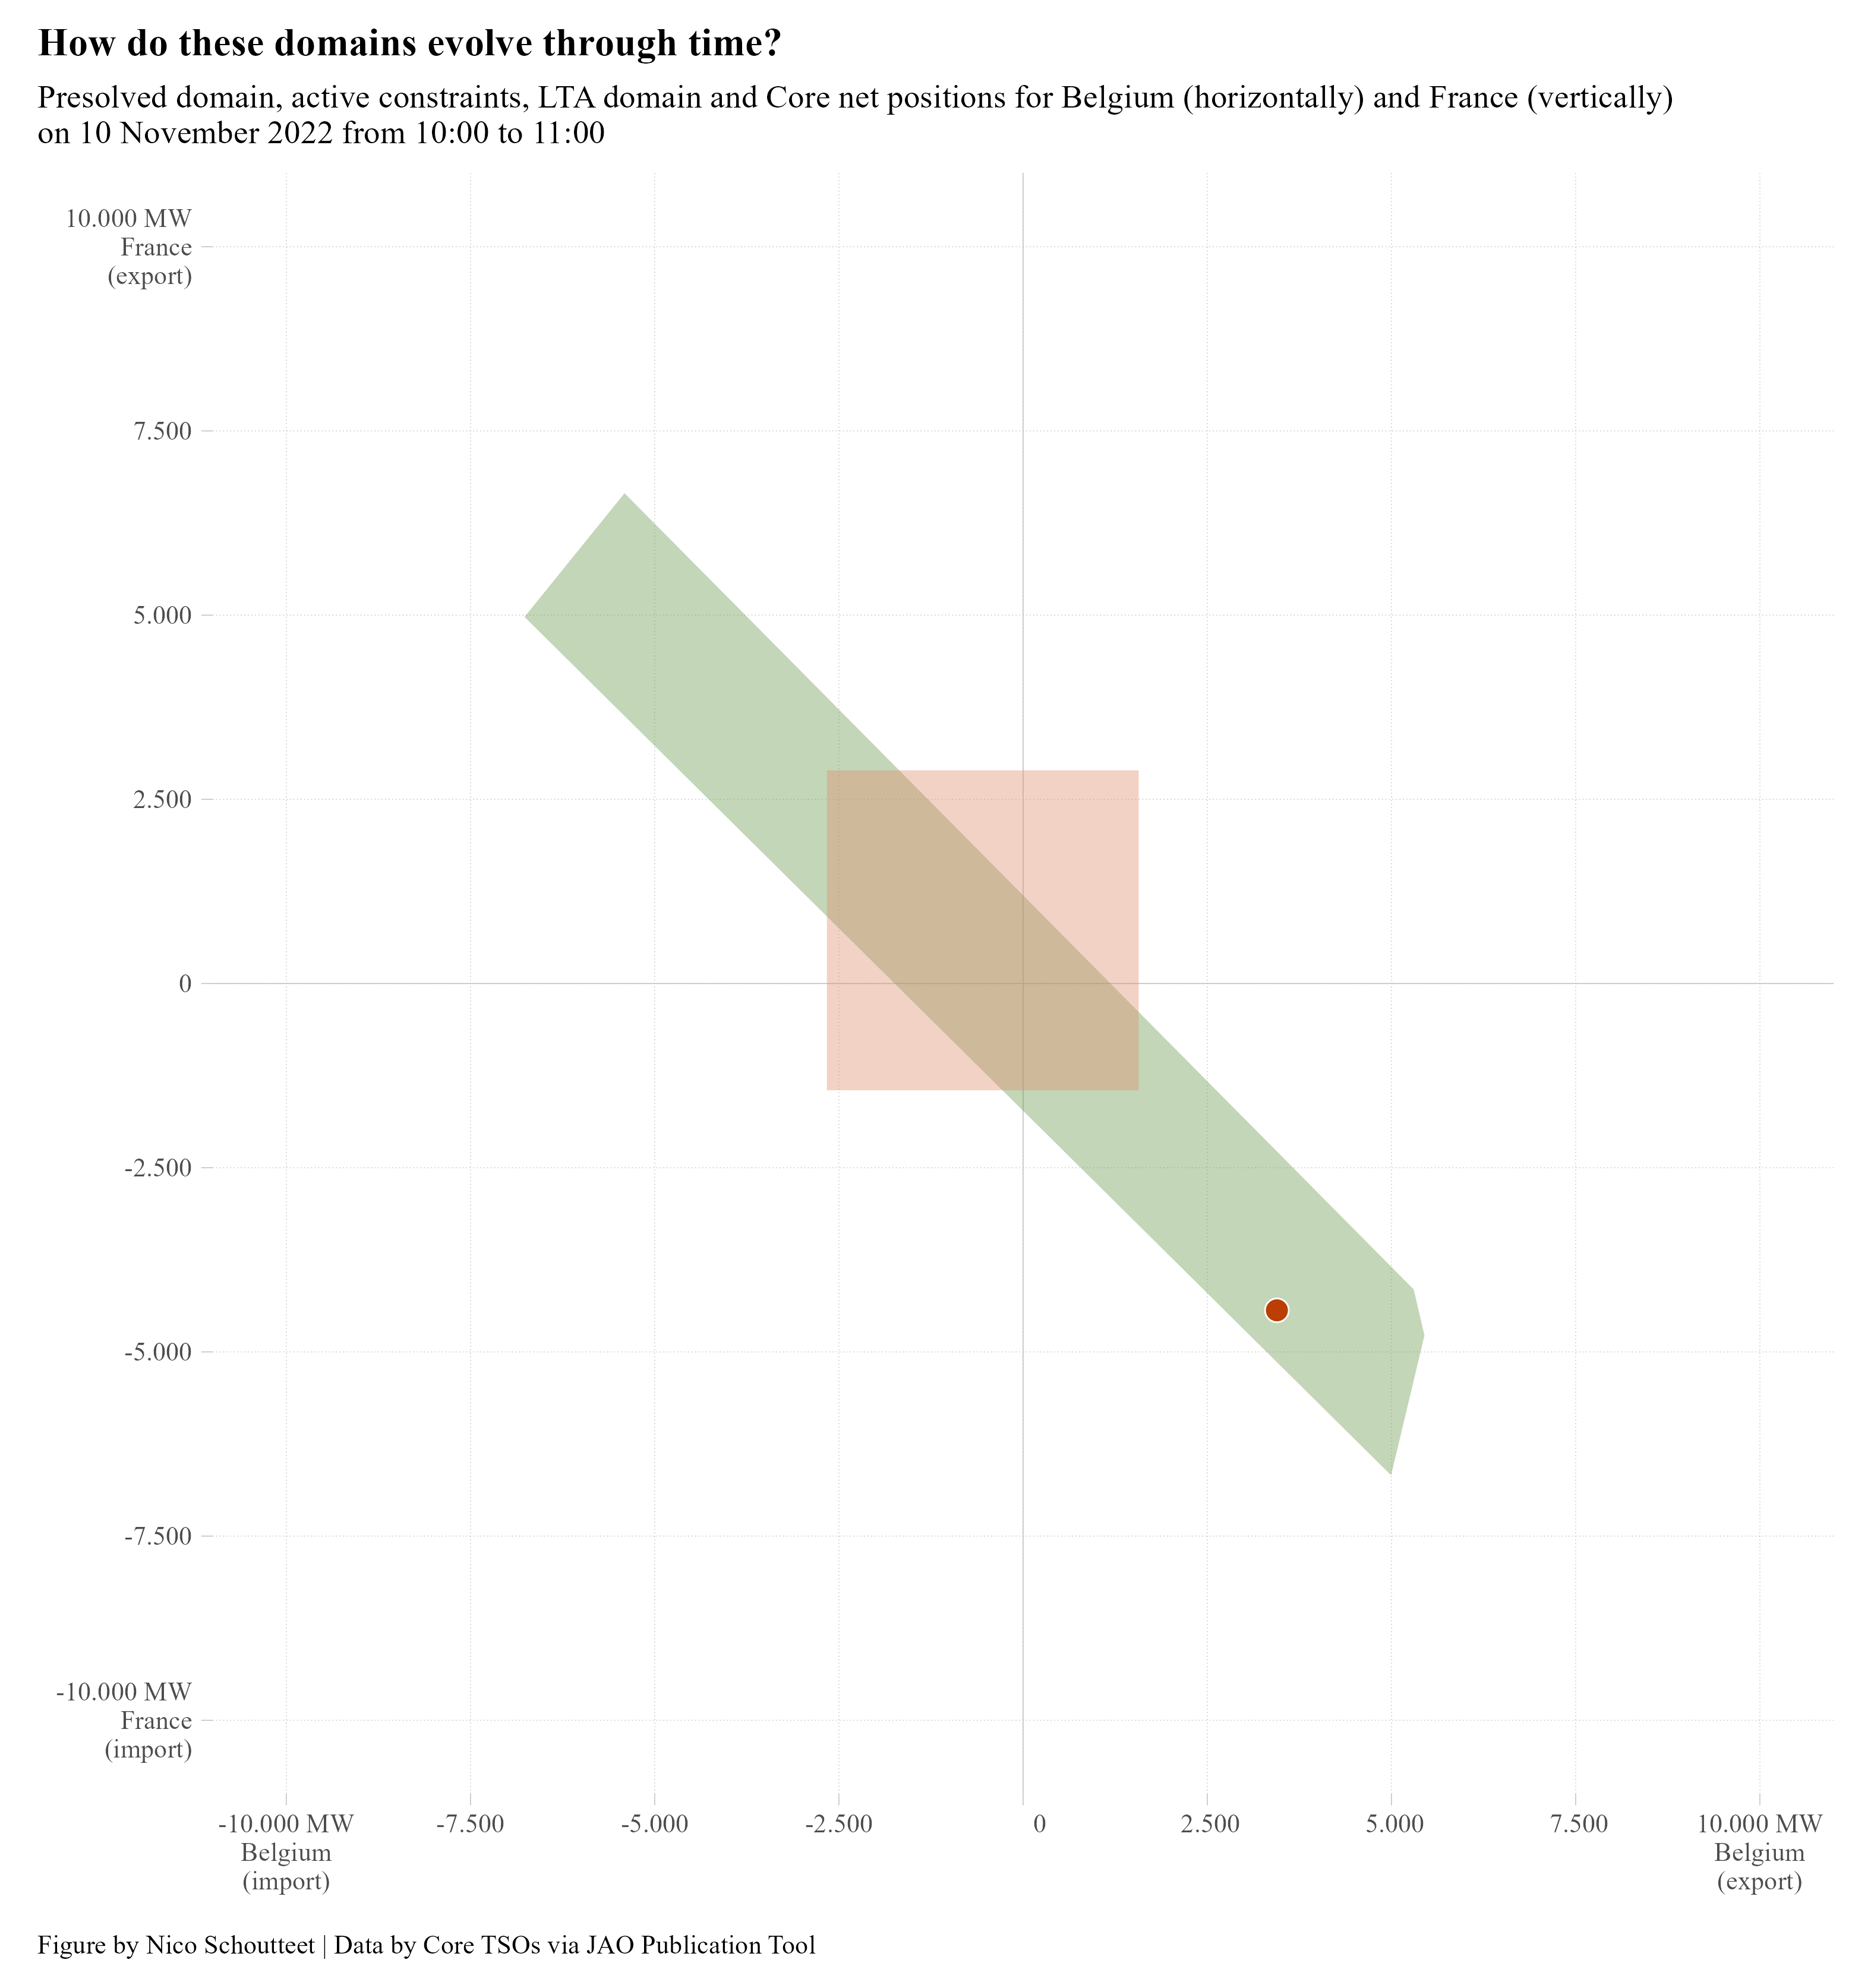 How do these domains evolve through time?
Presolved domain, active constraints, LTA domain and Core net positions for Belgium (horizontally) and France (vertically)
on 10 November 2022 from 10:00 to 11:00
10.000 MW
France
(export)
7.500
5.000
2.500
0
-2.500
-5.000
-7.500
-10.000 MW
France
(import)
-10.000 MW
Belgium
(import)
-7.500
-5.000
-2.500
0
2.500
5.000
7.500
10.000 MW
Belgium
(export)
Figure by Nico Schoutteet | Data by Core TSOs via JAO Publication Tool